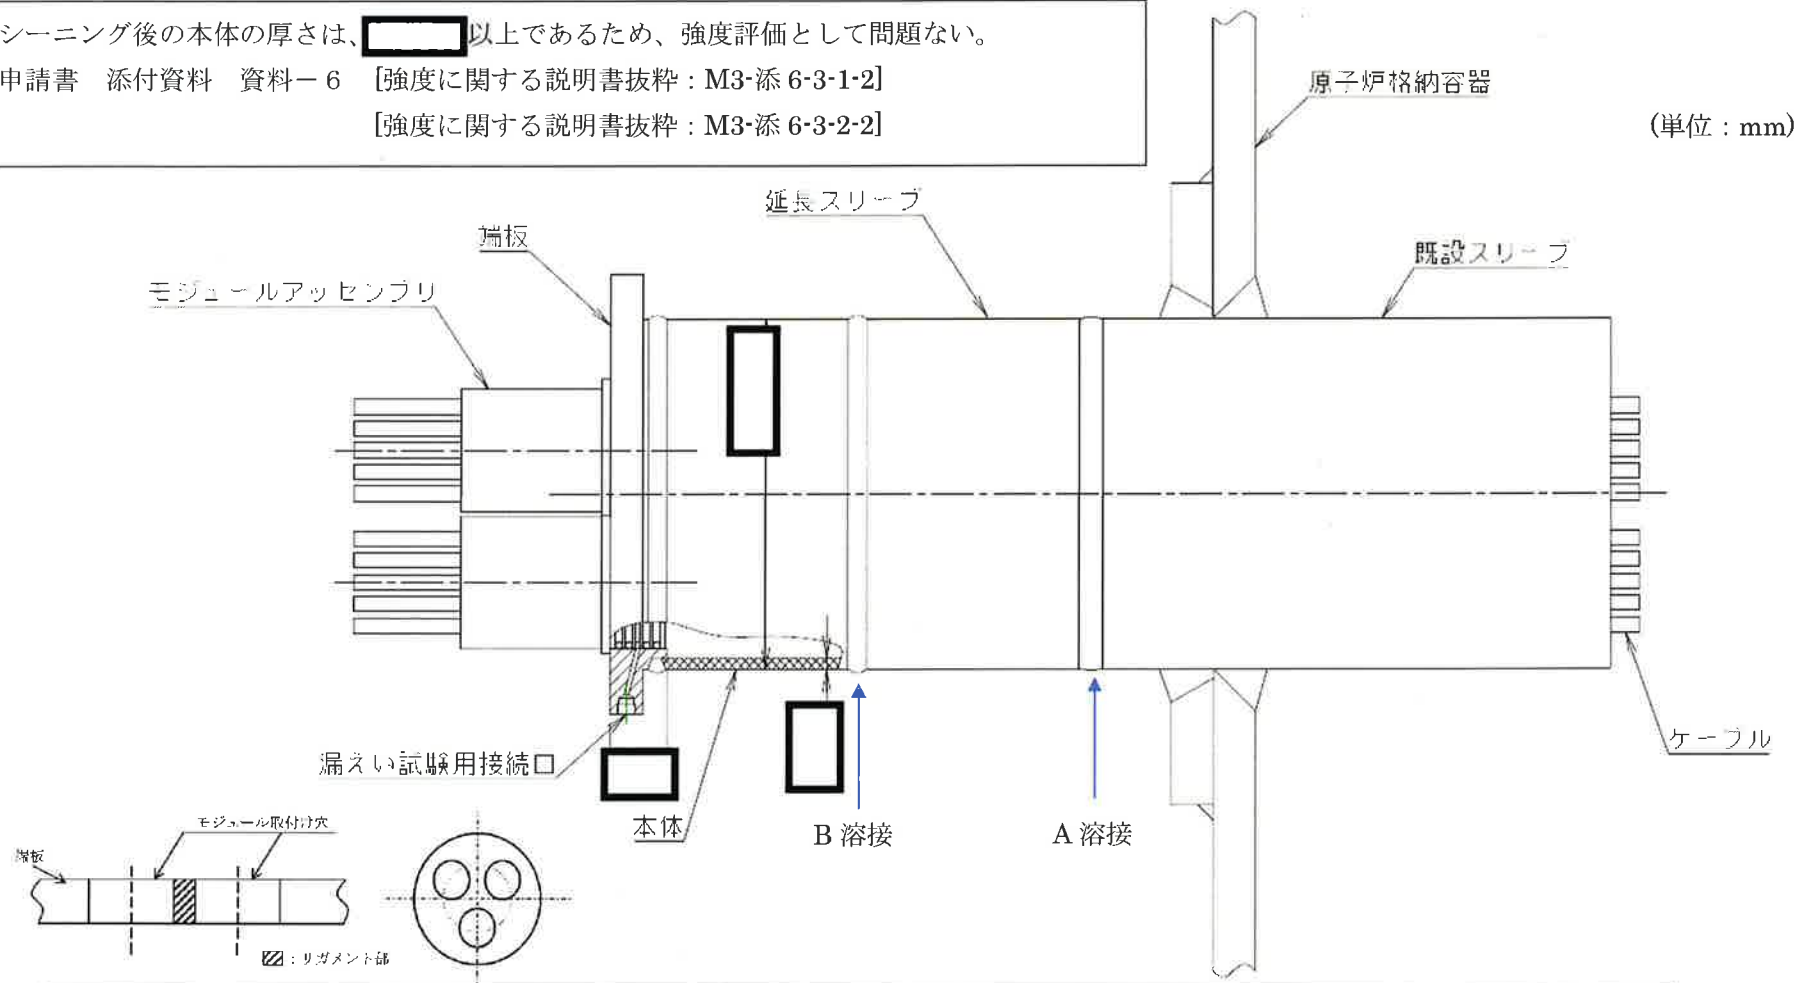 シーニング後の本体の厚さは、以上であるため、強度評価として問題ない。
申請書 添付資料 資料－6 [強度に関する説明書抜粋：M3-添 6-3-1-2]
[強度に関する説明書抜粋：M3-添 6-3-2-2]
(単位：mm)
原子炉格納容器
延長スリーブ
端板
既設スリーブ
モジュールアッセンブリ
漏えい試験用接続口
ケーブル
本体
B 溶接
A 溶接
モジュール取付け穴
端板
：リガメント部